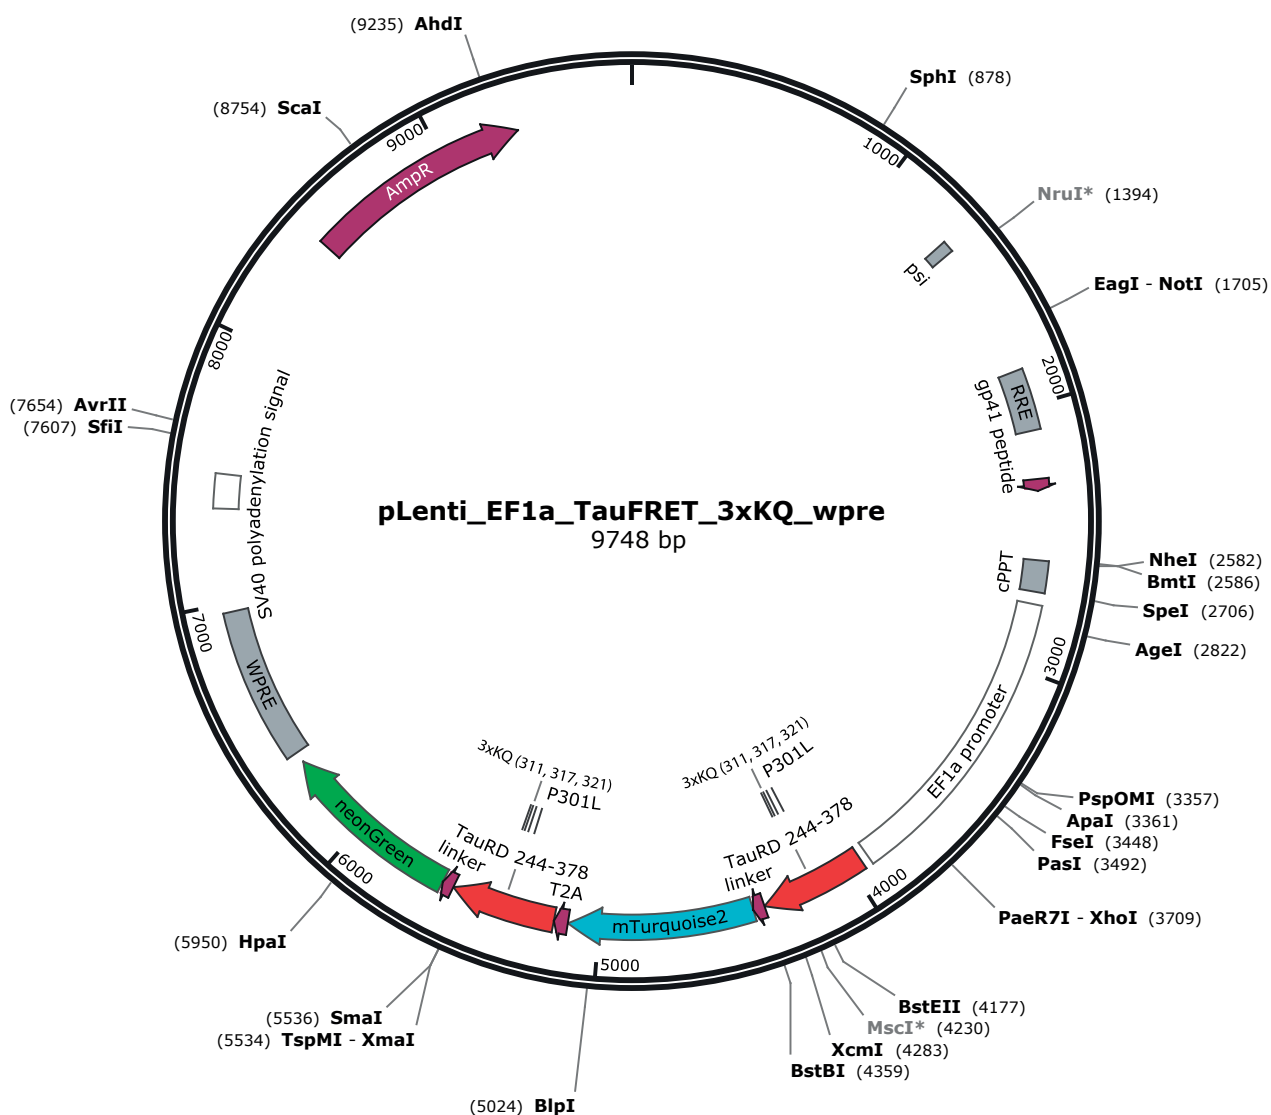 (9235) AhdI
SphI (878)
(8754) ScaI
9000
1000
AmpR
NruI* (1394)
psi
EagI - NotI (1705)
8000
2000
RRE
gp41 peptide
(7654) AvrII
(7607) SfiI
SV40 polyadenylation signal
pLenti_EF1a_TauFRET_3xKQ_wpre
9748 bp
cPPT
NheI (2582)
BmtI (2586)
SpeI (2706)
AgeI (2822)
7000
3000
WPRE
EF1a promoter
3xKQ (311, 317, 321)
P301L
3xKQ (311, 317, 321)
P301L
PspOMI (3357)
ApaI (3361)
FseI (3448)
PasI (3492)
neonGreen
linker
TauRD 244-378
T2A
TauRD 244-378
linker
mTurquoise2
6000
5000
4000
PaeR7I - XhoI (3709)
(5950) HpaI
BstEII (4177)
MscI* (4230)
XcmI (4283)
BstBI (4359)
(5536) SmaI
(5534) TspMI - XmaI
(5024) BlpI